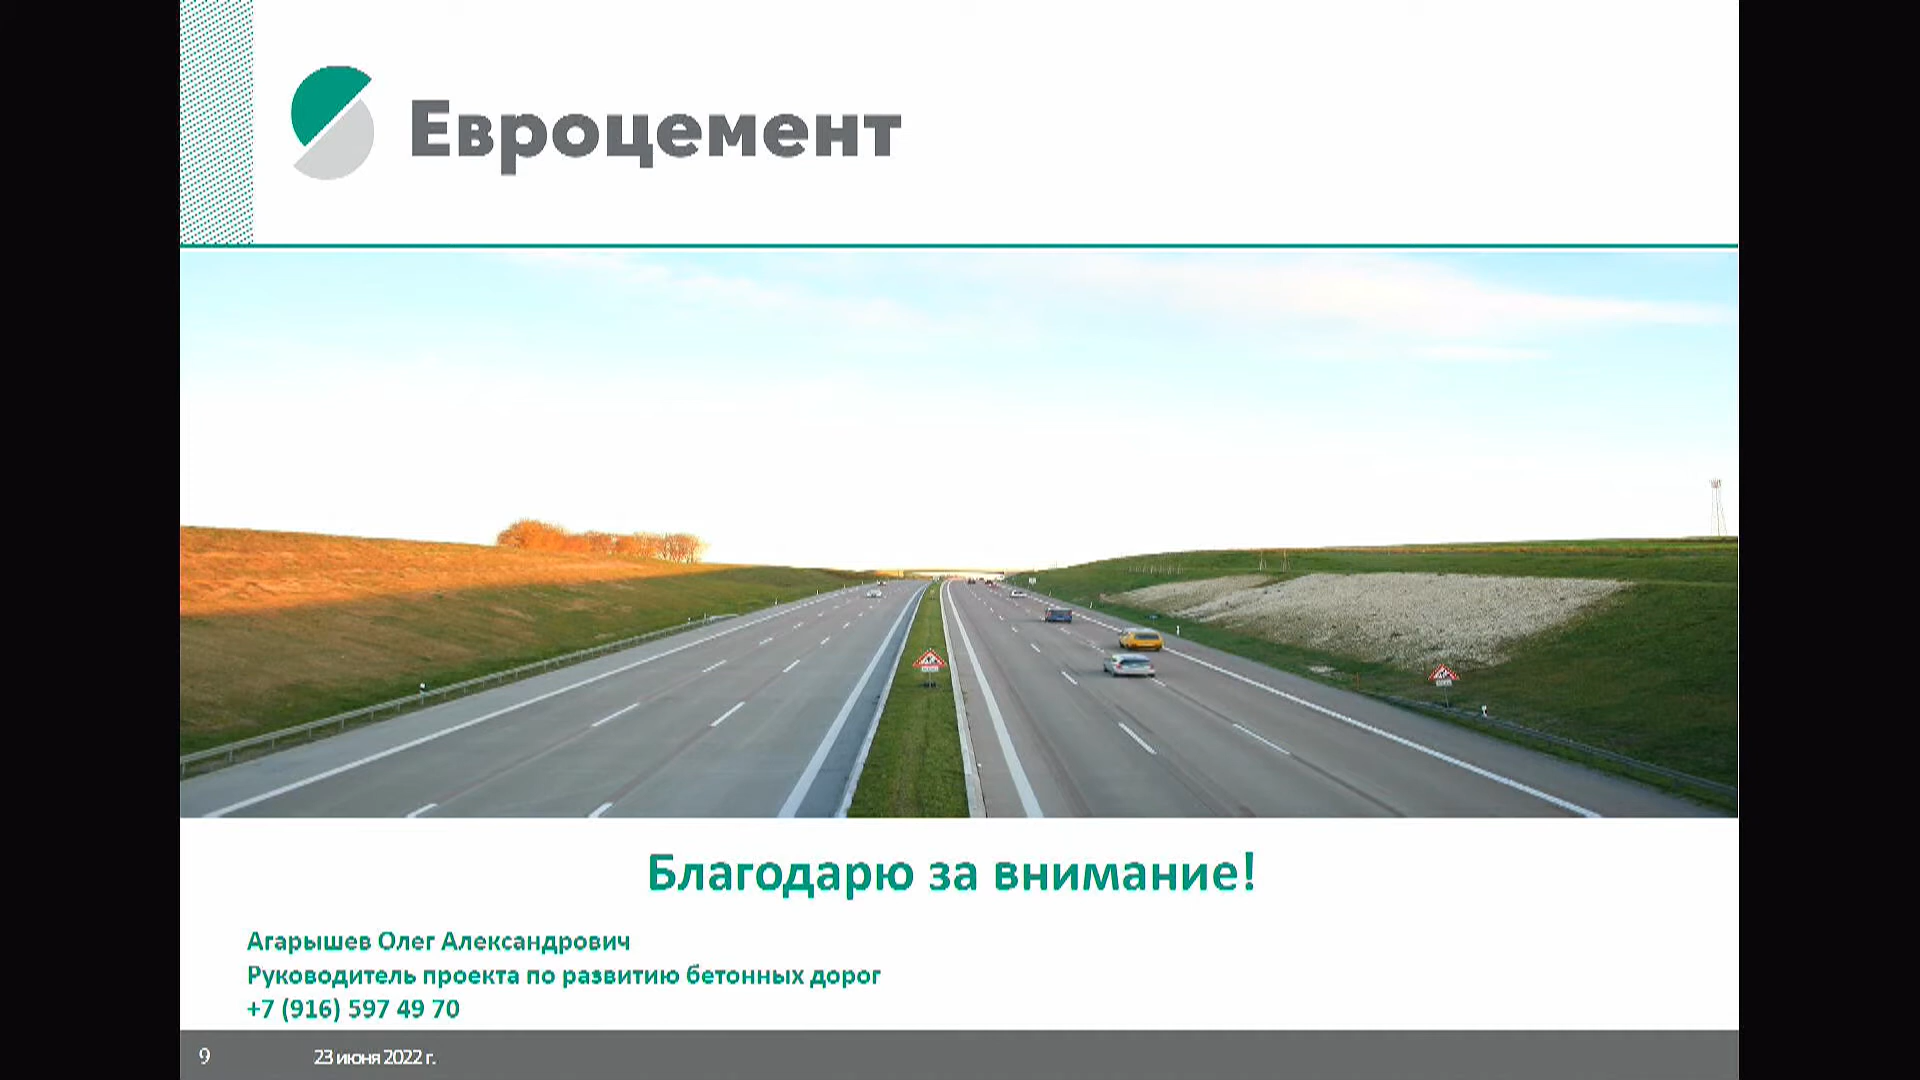 Евроцемент
Благодарю за внимание!
Агарышев Олег Александрович
Руководитель проекта по развитию бетонных дорог
+7 (916) 597 49 70
9 23 июня 2022 г.